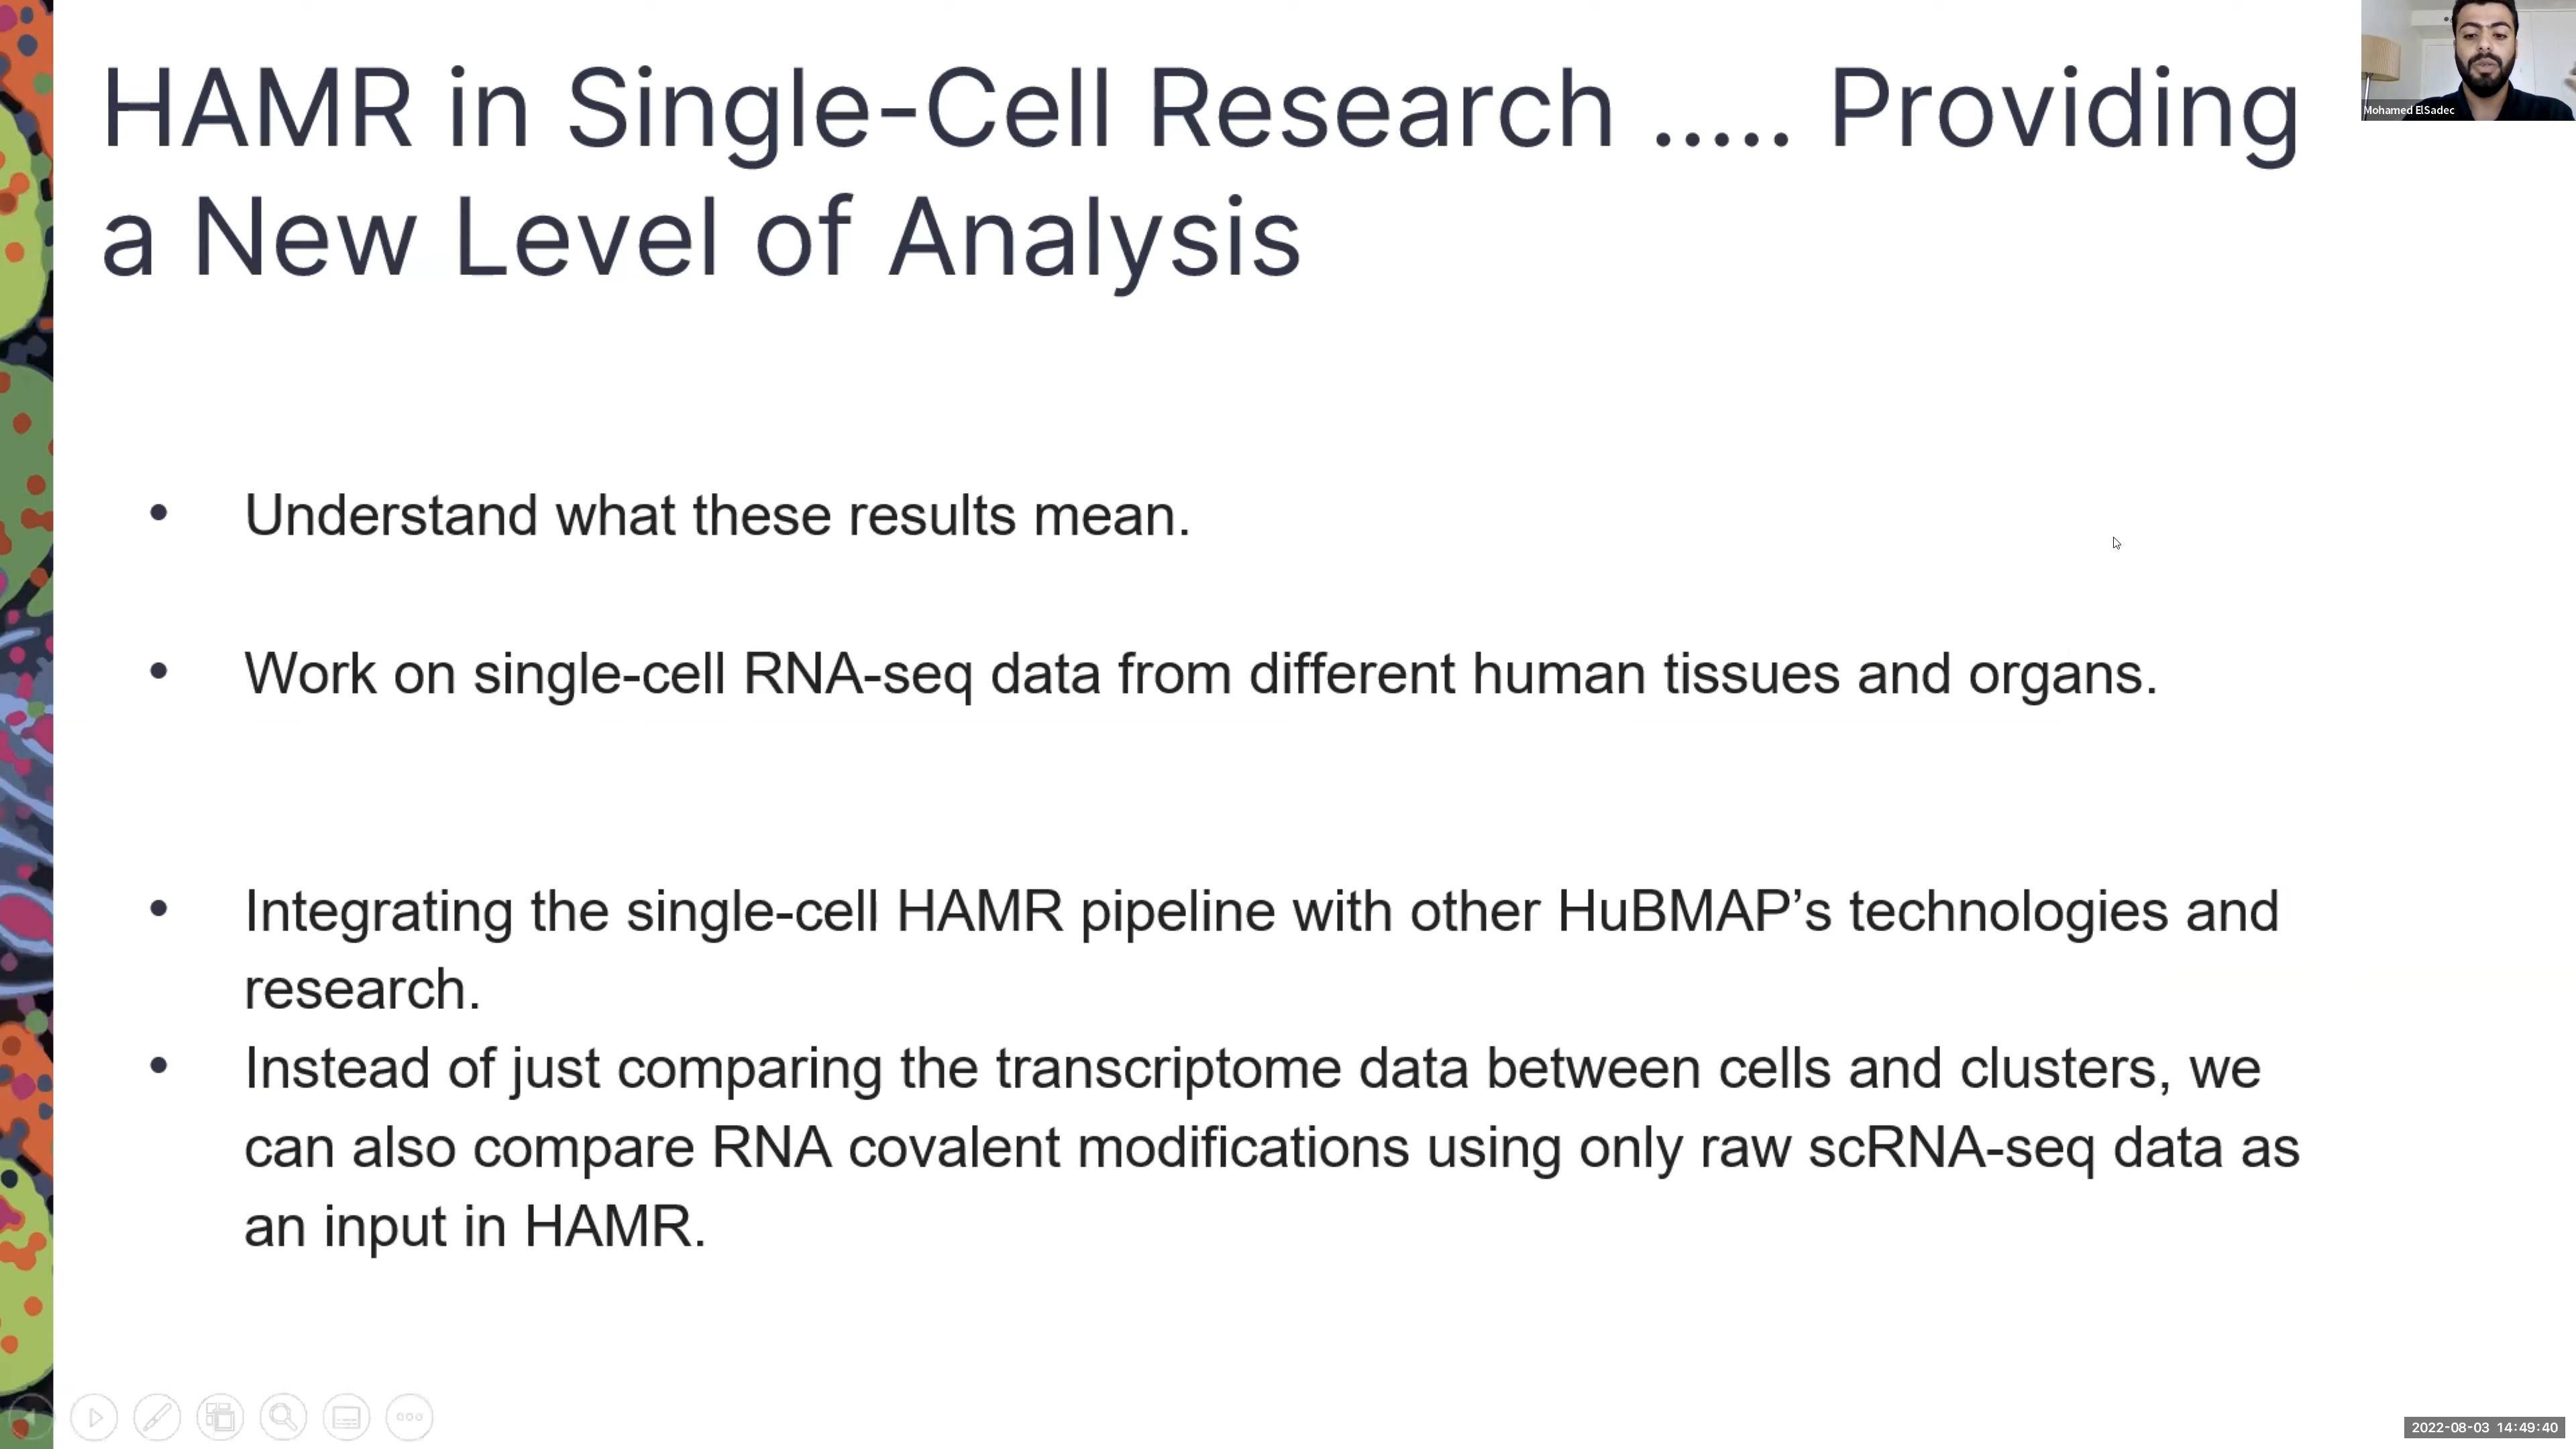 HAMR in Single-Cell Research ..... Providing
a New Level of Analysis
Mohamed ElSadec
• Understand what these results mean.
• Work on single-cell RNA-seq data from different human tissues and organs.
• Integrating the single-cell HAMR pipeline with other HuBMAP’s technologies and
research.
• Instead of just comparing the transcriptome data between cells and clusters, we
can also compare RNA covalent modifications using only raw scRNA-seq data as
an input in HAMR.
2022-08-03 14:49:40